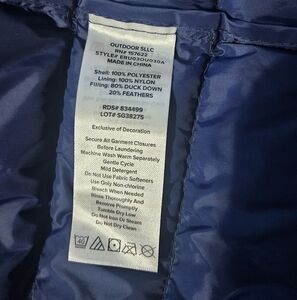 OUTDOOR 5LLC
RN# 157622
STYLE# ERU03OU030A
MADE IN CHINA
Shell: 100% POLYESTER
Lining: 100% NYLON
Filling: 80% DUCK DOWN
20% FEATHERS
RDS# 834499
LOT# SG38275
Exclusive of Decoration
Secure All Garment Closures
Before Laundering
Machine Wash Warm Separately
Gentle Cycle
Mild Detergent
Do Not Use Fabric Softeners
Use Only Non-chlorine
Bleach When Needed
Rinse Thoroughly And
Remove Promptly
Tumble Dry Low
Do Not Iron Or Steam
Do Not Dry Clean
40